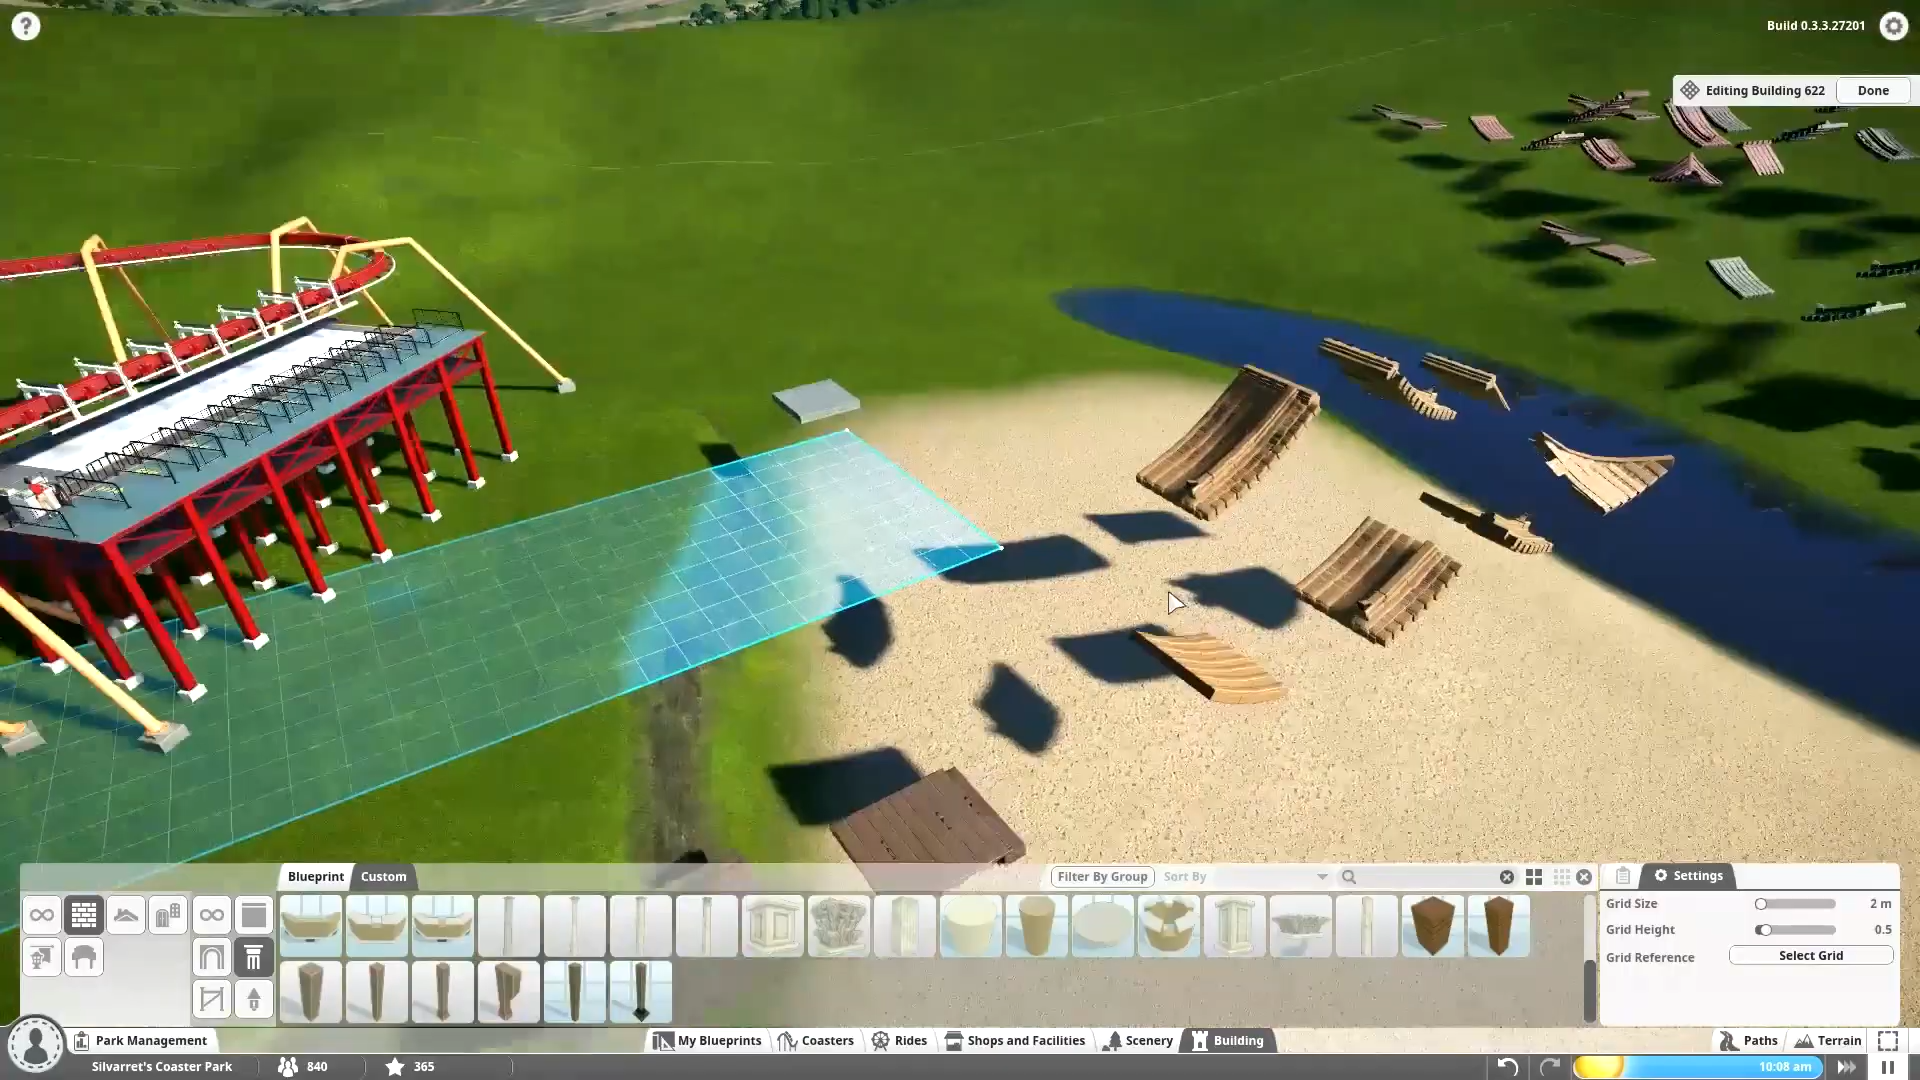 ?
Build 0.3.3.27201
Editing Building 622
Done
Blueprint
Custom
Filter By Group
Sort By
Settings
Grid Size
2 m
Grid Height
0.5
Grid Reference
Select Grid
Park Management
My Blueprints
Coasters
Rides
Shops and Facilities
Scenery
Building
Paths
Terrain
Silvarret's Coaster Park
840
365
10:08 am